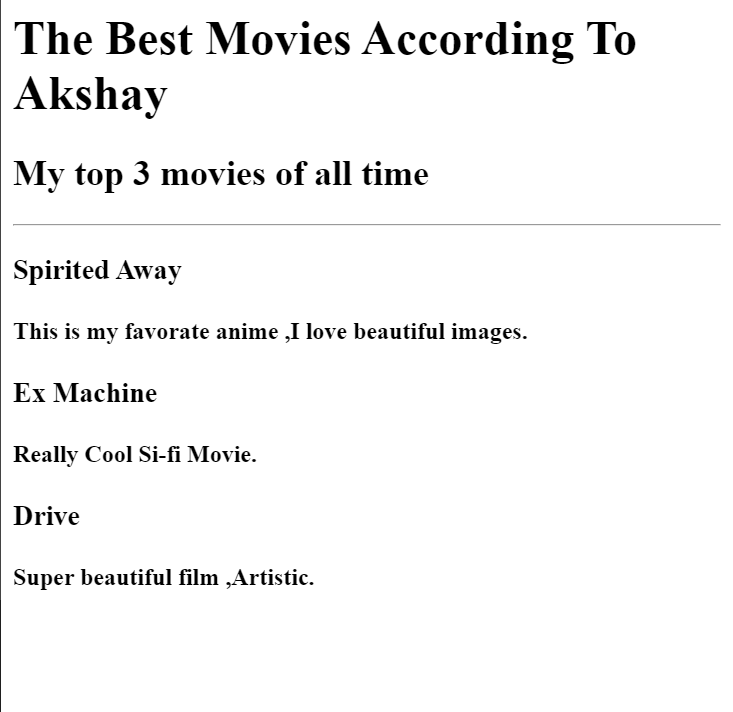 The Best Movies According To
Akshay
My top 3 movies of all time
Spirited Away
This is my favorate anime ,I love beautiful images.
Ex Machine
Really Cool Si-fi Movie.
Drive
Super beautiful film ,Artistic.